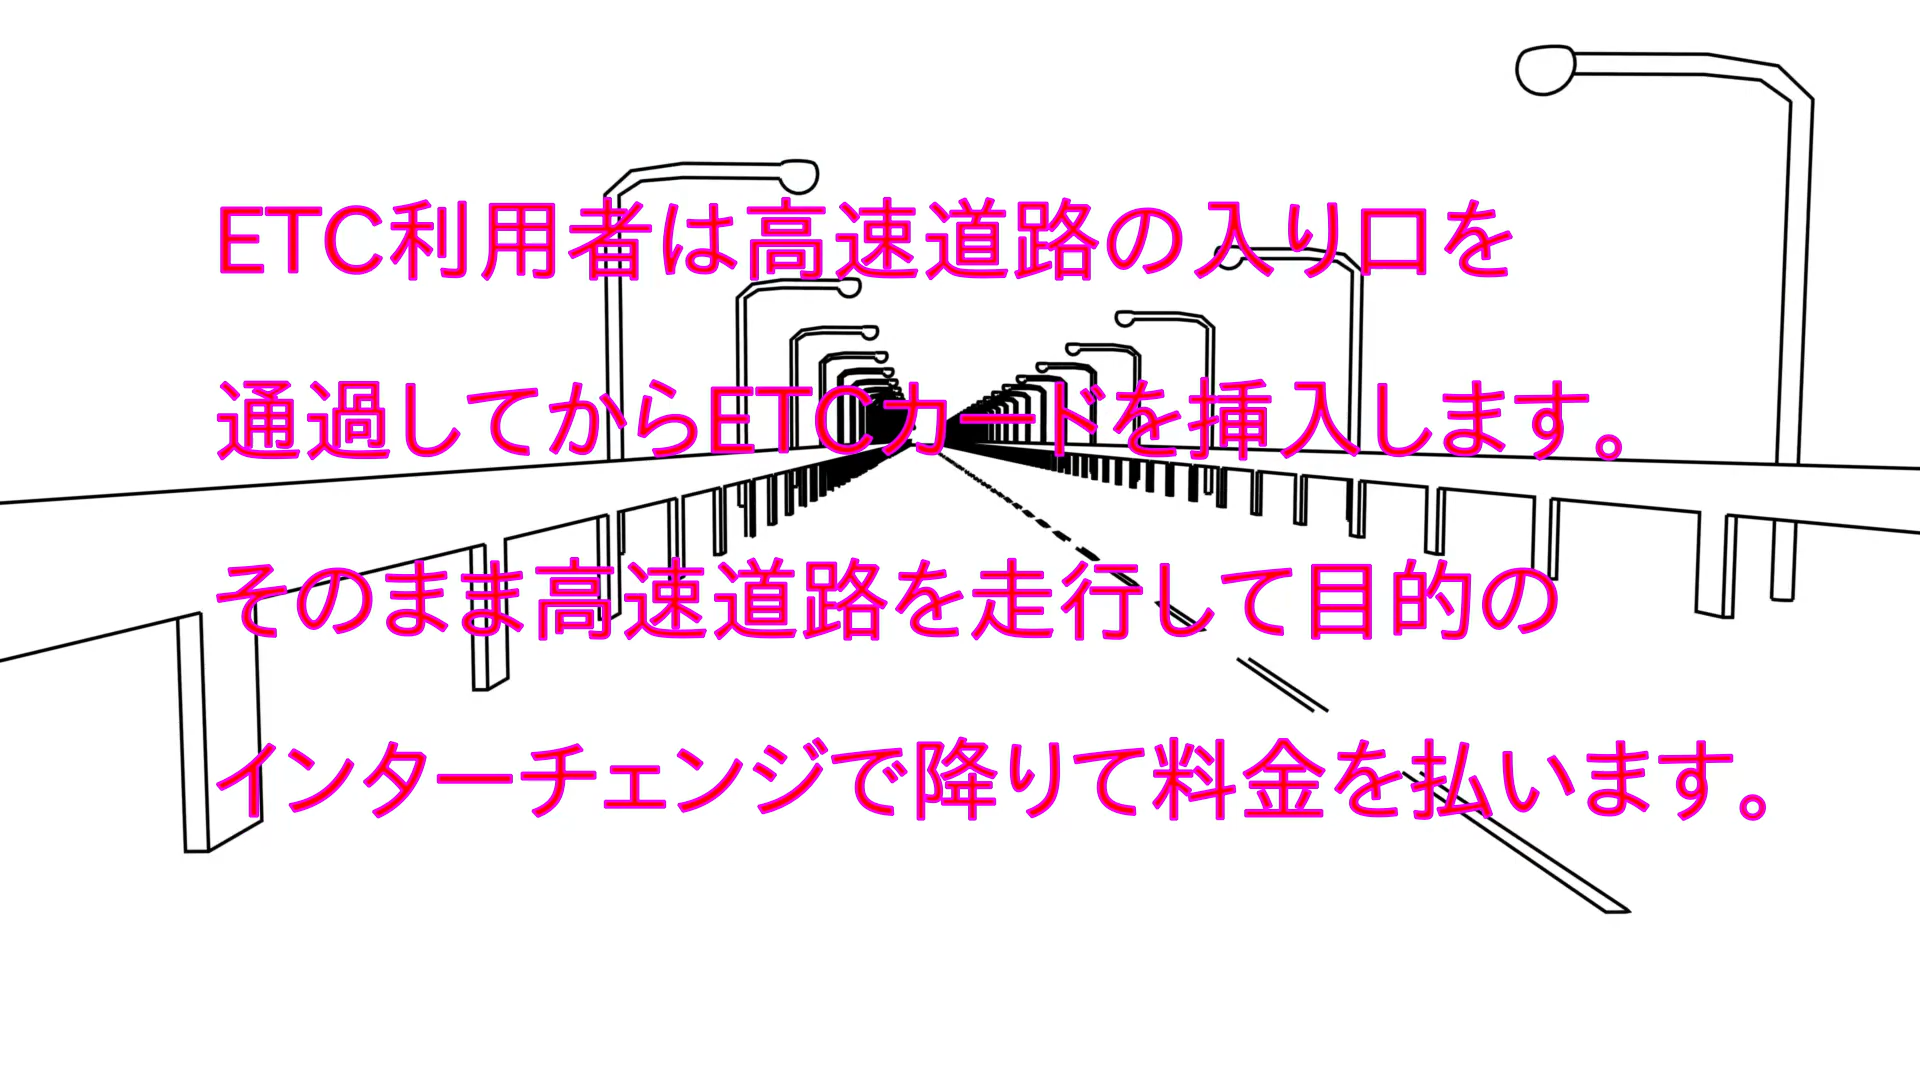 ETC利用者は高速道路の入り口を
通過してからETCカードを挿入します。
そのまま高速道路を走行して目的の
インターチェンジで降りて料金を払います。